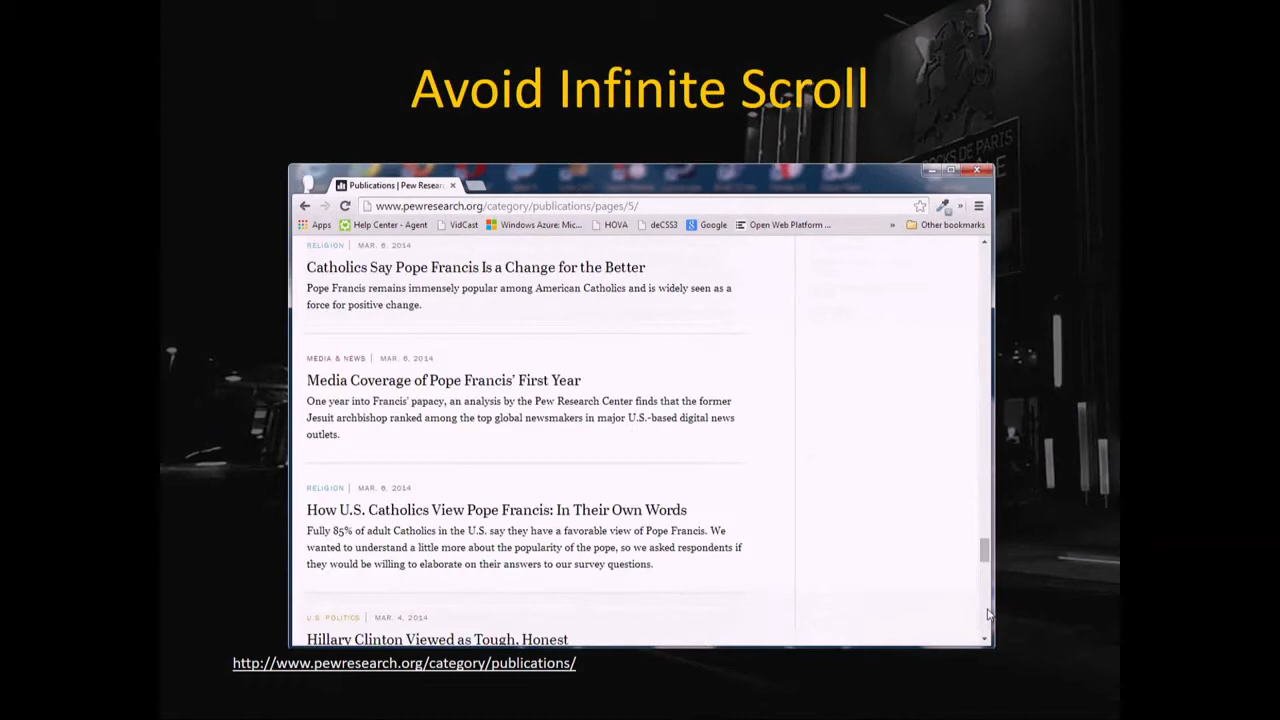 Avoid Infinite Scroll
ROCKS DE PARIS
Publications | Pew Resear
www.pewresearch.org/category/publications/pages/5/
Apps Help Center - Agent VidCast Windows Azure: Mic... HOVA deCSS3 Google Open Web Platform ... » Other bookmarks
RELIGION | MAR. 6, 2014
Catholics Say Pope Francis Is a Change for the Better
Pope Francis remains immensely popular among American Catholics and is widely seen as a
force for positive change.
MEDIA & NEWS | MAR. 6, 2014
Media Coverage of Pope Francis’ First Year
One year into Francis’ papacy, an analysis by the Pew Research Center finds that the former
Jesuit archbishop ranked among the top global newsmakers in major U.S.-based digital news
outlets.
RELIGION | MAR. 6, 2014
How U.S. Catholics View Pope Francis: In Their Own Words
Fully 85% of adult Catholics in the U.S. say they have a favorable view of Pope Francis. We
wanted to understand a little more about the popularity of the pope, so we asked respondents if
they would be willing to elaborate on their answers to our survey questions.
U.S. POLITICS | MAR. 4, 2014
Hillary Clinton Viewed as Tough, Honest
http://www.pewresearch.org/category/publications/